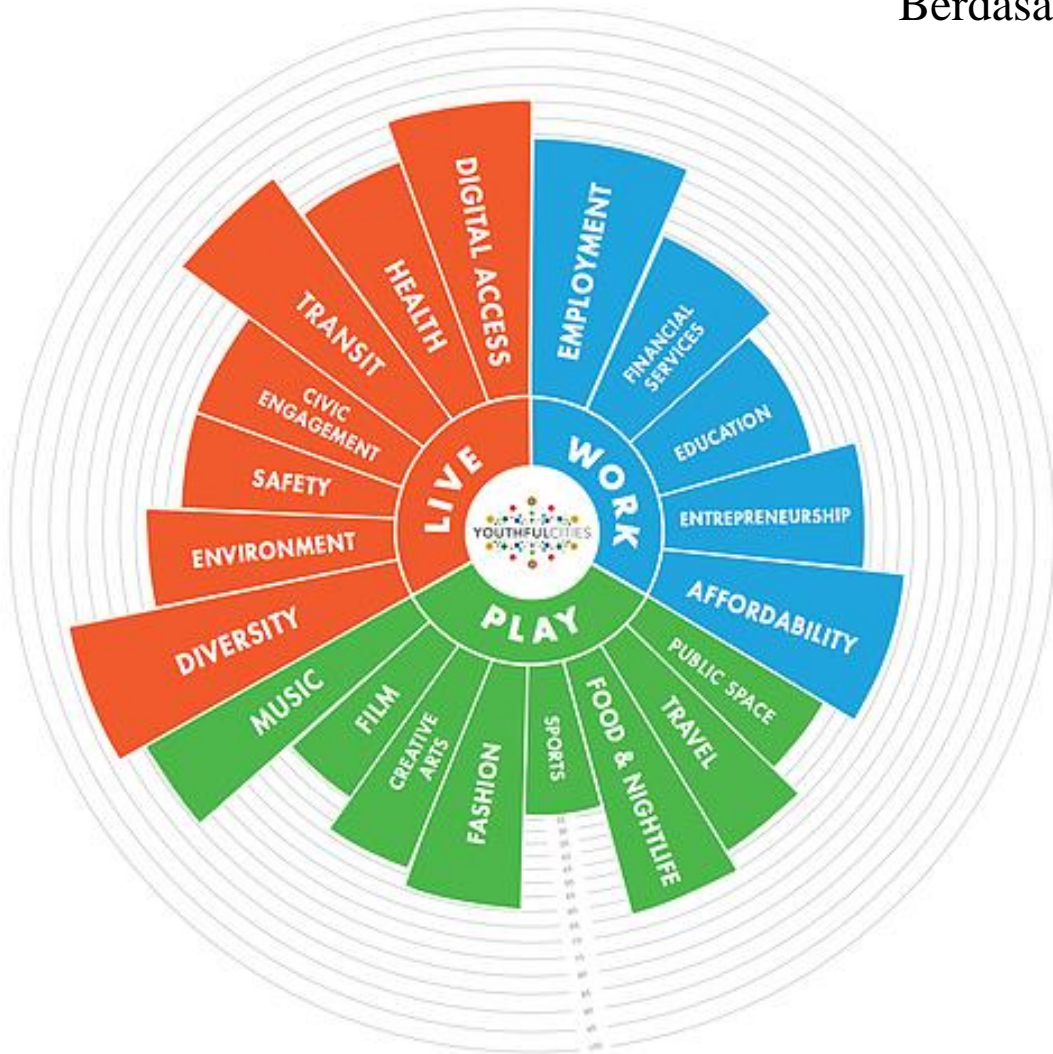 Berdasa
DIGITAL ACCESS
HEALTH
TRANSIT
CIVIC
ENGAGEMENT
SAFETY
ENVIRONMENT
DIVERSITY
LIVE
EMPLOYMENT
FINANCIAL
SERVICES
EDUCATION
ENTREPRENEURSHIP
AFFORDABILITY
WORK
YOUTHFULCITIES
PLAY
PUBLIC SPACE
TRAVEL
FOOD & NIGHTLIFE
SPORTS
FASHION
CREATIVE
ARTS
FILM
MUSIC